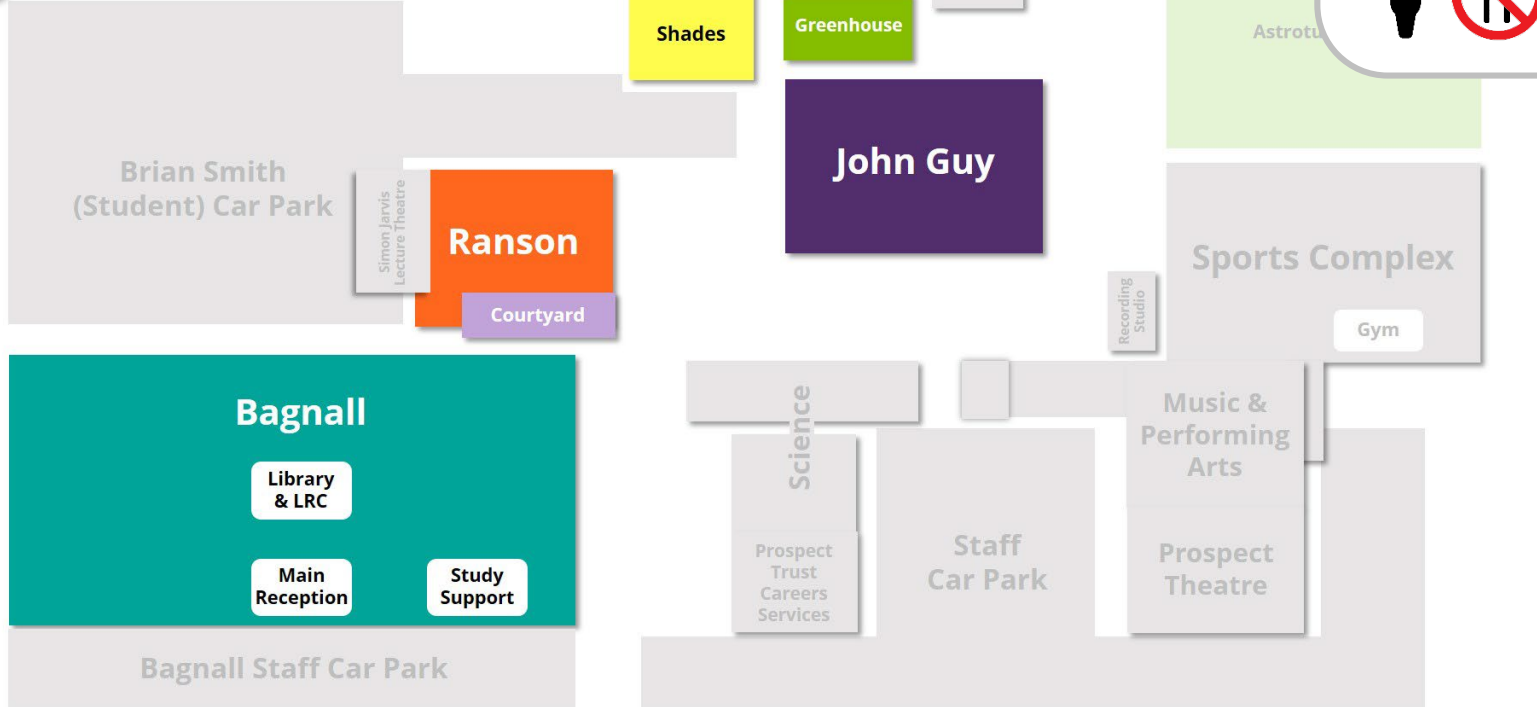 Shades
Greenhouse
Brian Smith
(Student) Car Park
Simon Jarvis
Lecture Theatre
Ranson
Courtyard
John Guy
Sports Complex
Gym
Recording
Studio
Bagnall
Library
& LRC
Main
Reception
Study
Support
Bagnall Staff Car Park
Science
Prospect
Trust
Careers
Services
Staff
Car Park
Music &
Performing
Arts
Prospect
Theatre